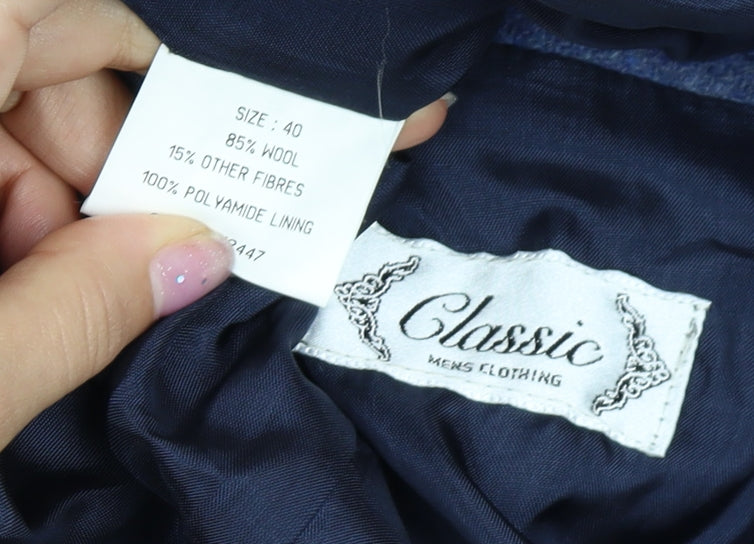 SIZE : 40
85% WOOL
15% OTHER FIBRES
100% POLYAMIDE LINING
Classic
MENS CLOTHING